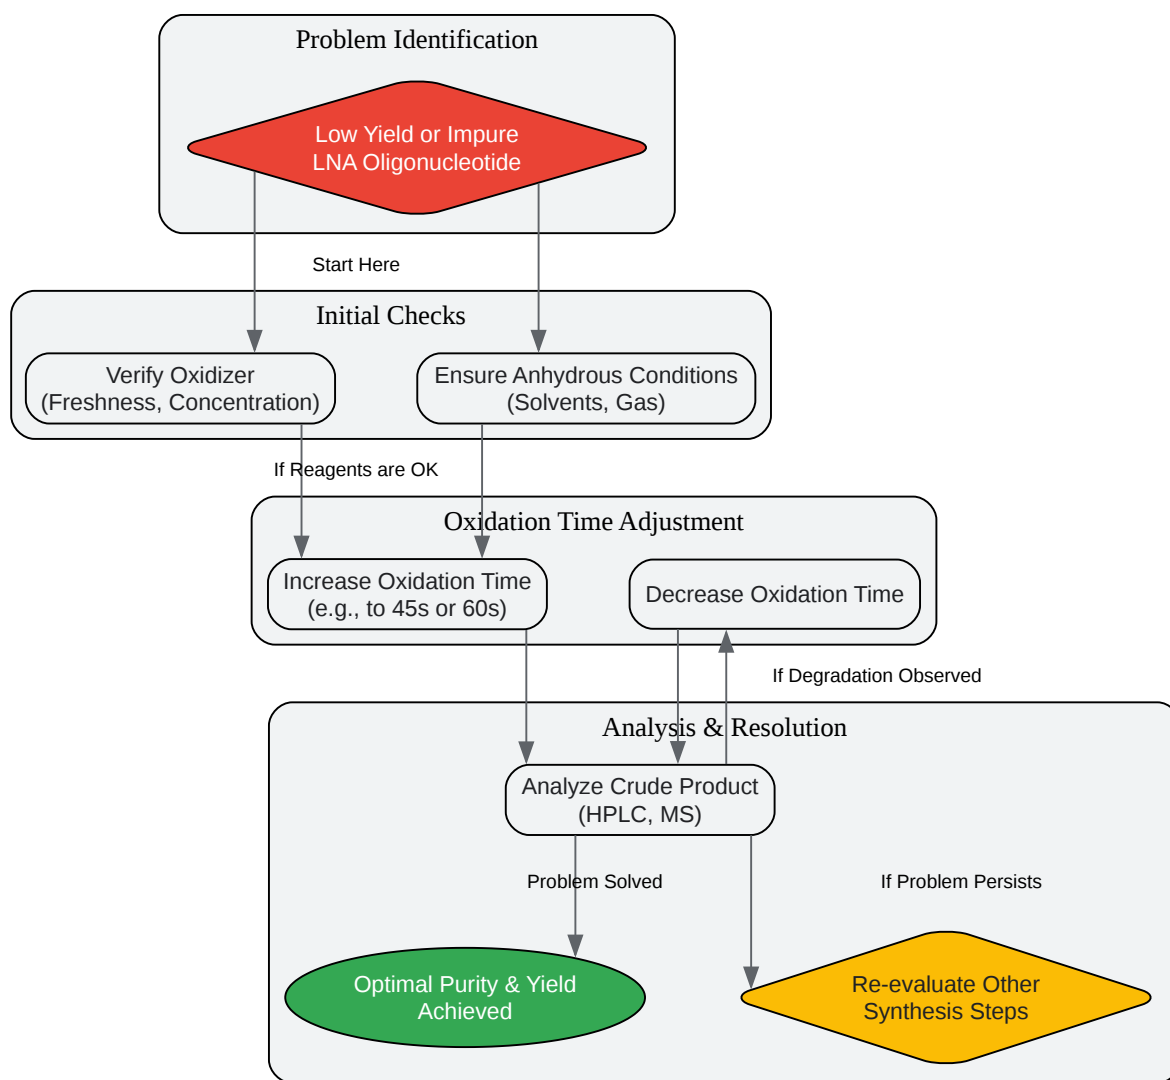 Problem Identification
Low Yield or Impure
LNA Oligonucleotide
Start Here
Initial Checks
Verify Oxidizer
(Freshness, Concentration)
Ensure Anhydrous Conditions
(Solvents, Gas)
If Reagents are OK
Oxidation Time Adjustment
Increase Oxidation Time
(e.g., to 45s or 60s)
Decrease Oxidation Time
If Degradation Observed
Analysis & Resolution
Analyze Crude Product
(HPLC, MS)
Problem Solved
If Problem Persists
Optimal Purity & Yield
Achieved
Re-evaluate Other
Synthesis Steps